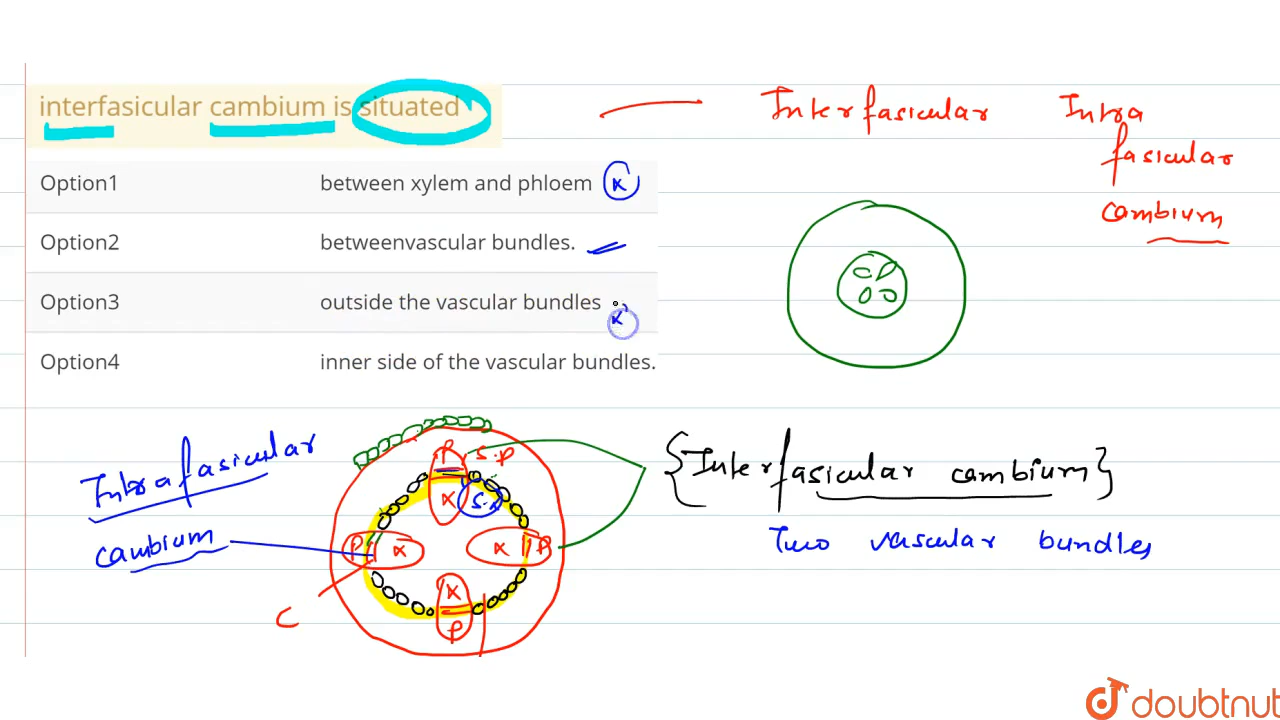 interfasicular cambium is situated
Interfasicular
Intra
fasicular
cambium
Option1 between xylem and phloem x
Option2 betweenvascular bundles.
Option3 outside the vascular bundles x
Option4 inner side of the vascular bundles.
Intrafasicular
cambium
P S.P
x S.x
P x x P
x
P
C
{Interfasicular cambium}
Two vascular bundles
doubtnut